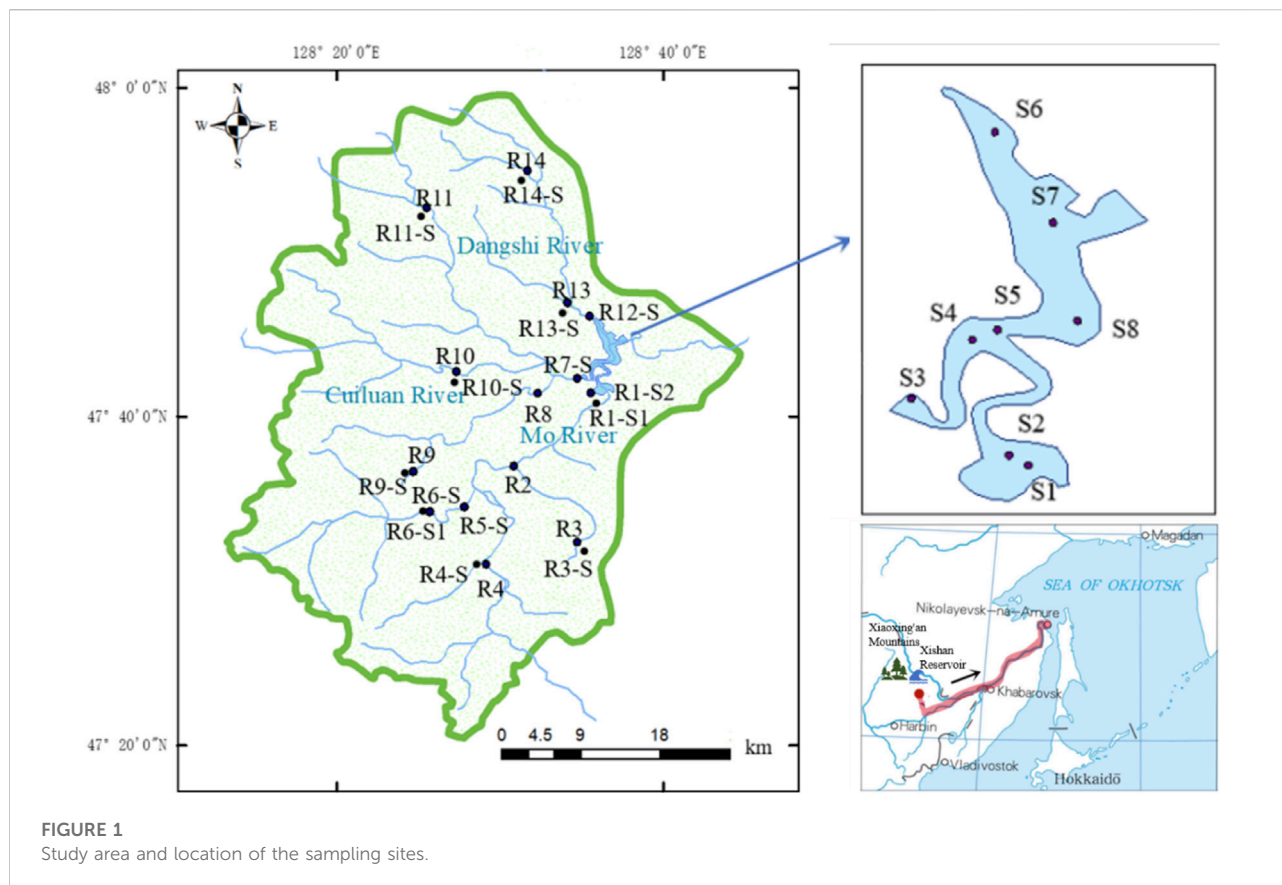 128° 20'0"E
128° 40'0"E
48° 0'0"N
N
W
E
S
R14
R14-S
R11
R11-S
Dangshi River
R13
R12-S
R13-S
R10
R7-S
R10-S
Cuiluan River
R8
R1-S2
R1-S1
47° 40'0"N
Mo River
R9
R2
R9-S
R6-S
R6-S1
R5-S
R3
R3-S
R4-S
R4
0 4.5 9 18
km
47° 20'0"N
S6
S7
S5
S4
S8
S3
S2
S1
Magadan
SEA OF OKHOTSK
Nikolayevsk-na-Amure
Xiaoxing'an
Mountains
Xishan
Reservoir
Khabarovsk
Harbin
Vladivostok
Hokkaidō
FIGURE 1
Study area and location of the sampling sites.